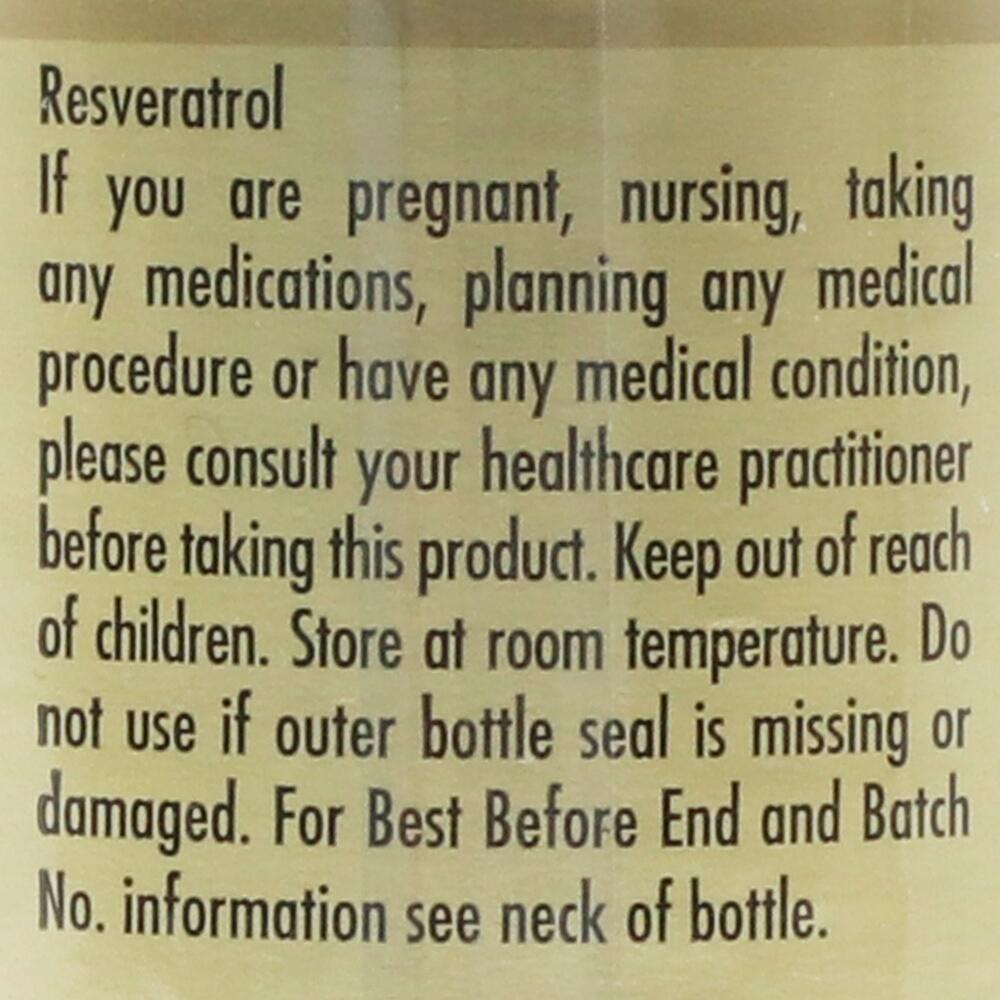 Resveratrol
If you are pregnant, nursing, taking
any medications, planning any medical
procedure or have any medical condition,
please consult your healthcare practitioner
before taking this product. Keep out of reach
of children. Store at room temperature. Do
not use if outer bottle seal is missing or
damaged. For Best Before End and Batch
No. information see neck of bottle.